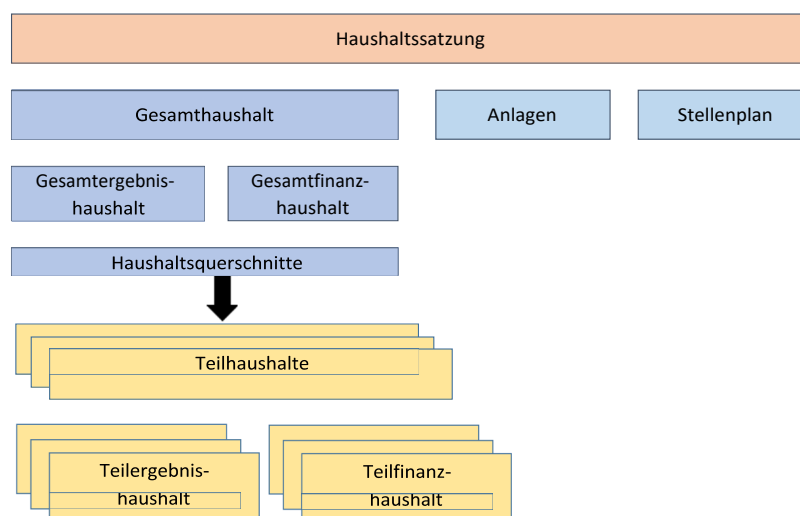 Haushaltssatzung
Gesamthaushalt
Anlagen
Stellenplan
Gesamtergebnis-
haushalt
Gesamtfinanz-
haushalt
Haushaltsquerschnitte
Teilhaushalte
Teilergebnis-
haushalt
Teilfinanz-
haushalt